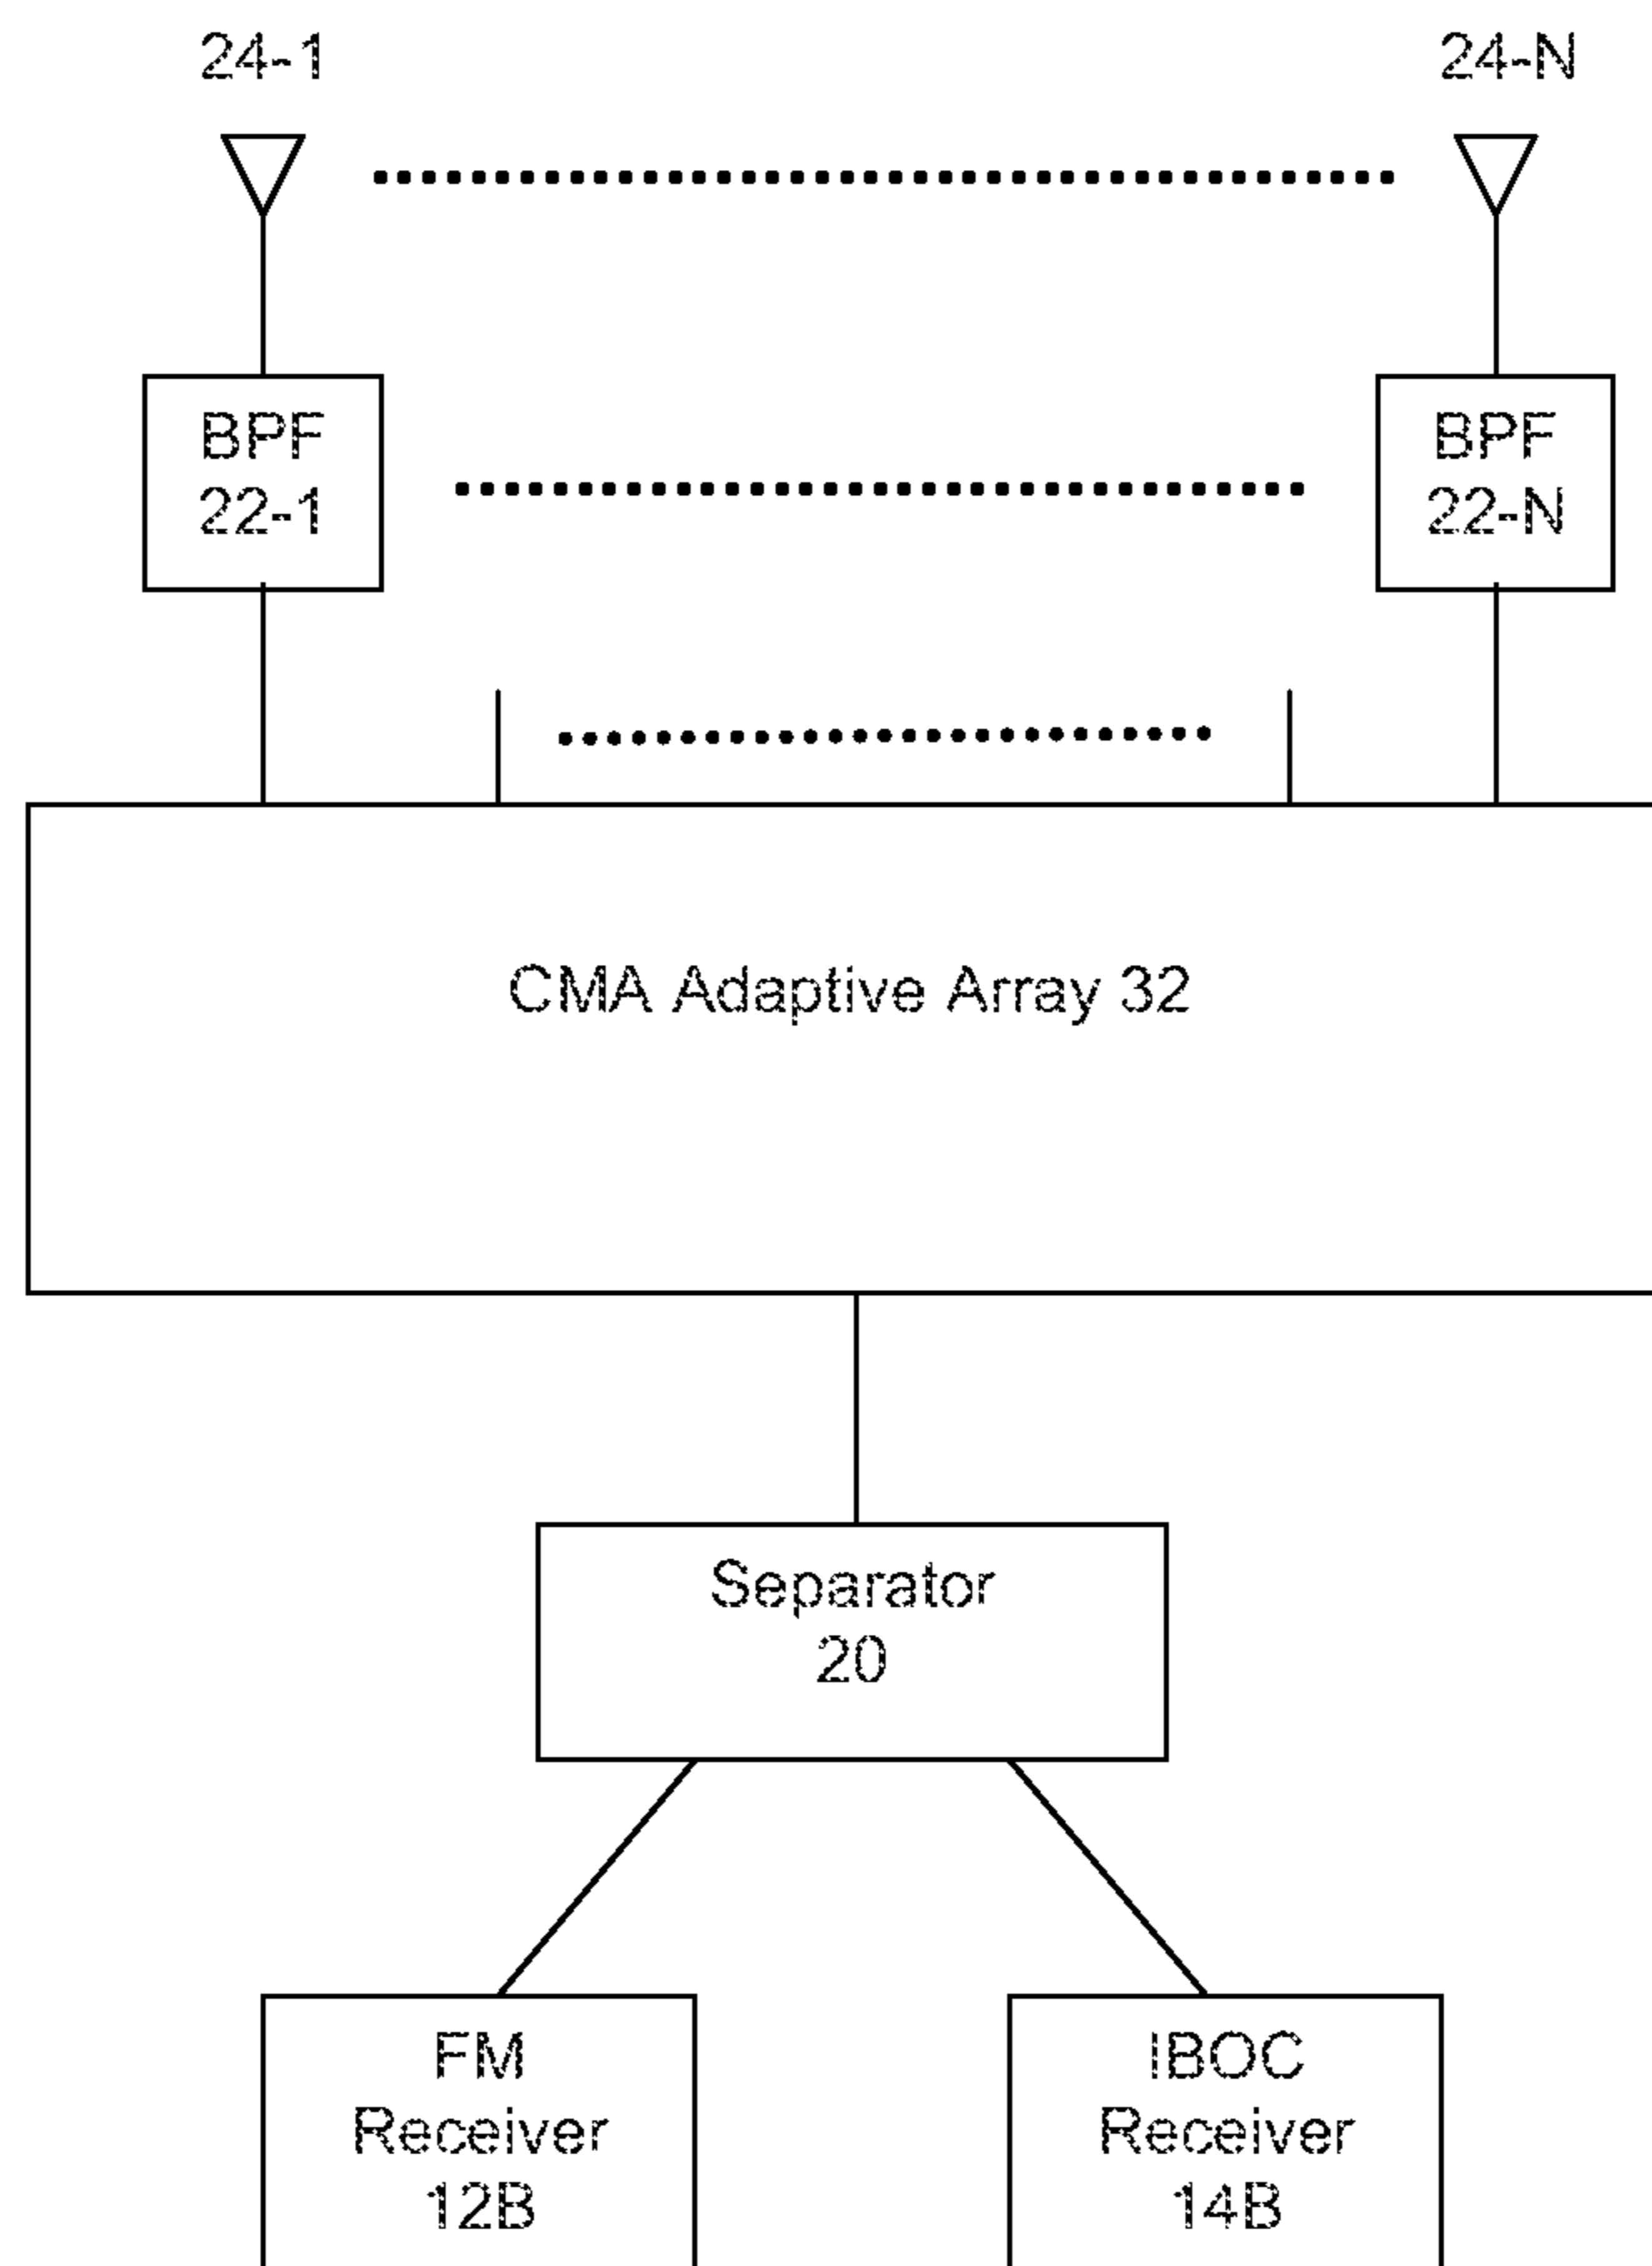 24-1
24-N
BPF
22-1
BPF
22-N
CMA Adaptive Array 32
Separator
20
FM
Receiver
12B
IBOC
Receiver
14B